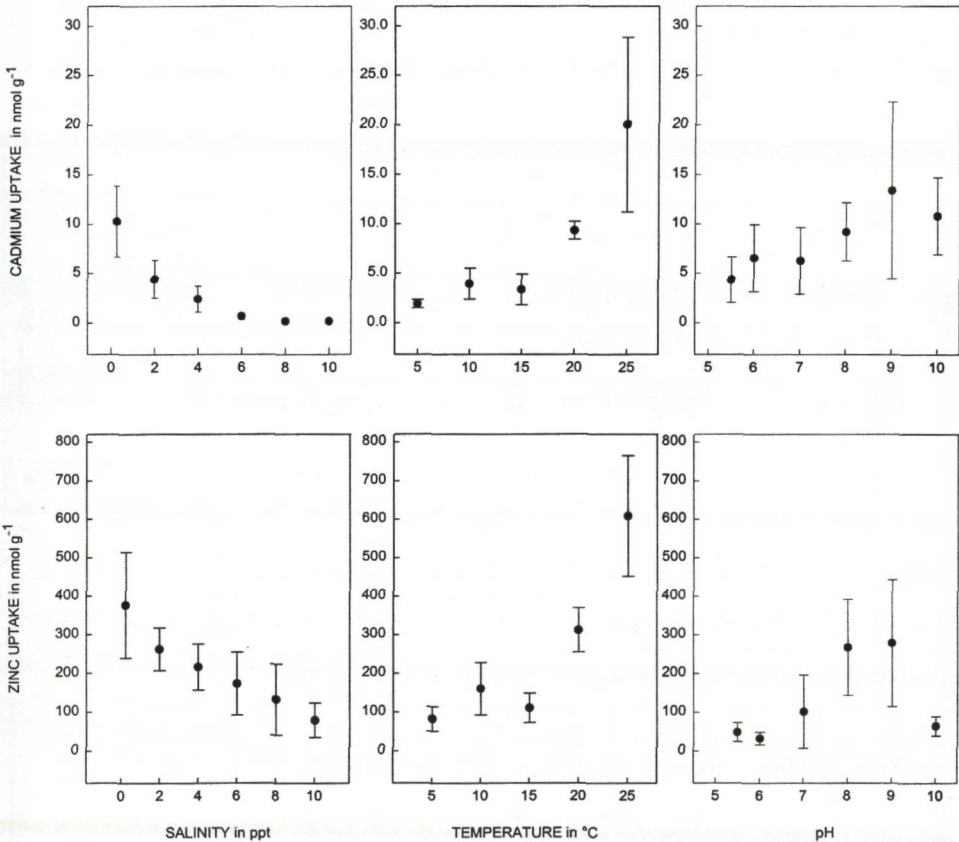 CADMIUM UPTAKE in nmol g-1
30 25 20 15 10 5 0
0 2 4 6 8 10
30.0 25.0 20.0 15.0 10.0 5.0 0.0
5 10 15 20 25
30 25 20 15 10 5 0
5 6 7 8 9 10
ZINC UPTAKE in nmol g-1
800 700 600 500 400 300 200 100 0
0 2 4 6 8 10
SALINITY in ppt
800 700 600 500 400 300 200 100 0
5 10 15 20 25
TEMPERATURE in °C
800 700 600 500 400 300 200 100 0
5 6 7 8 9 10
pH